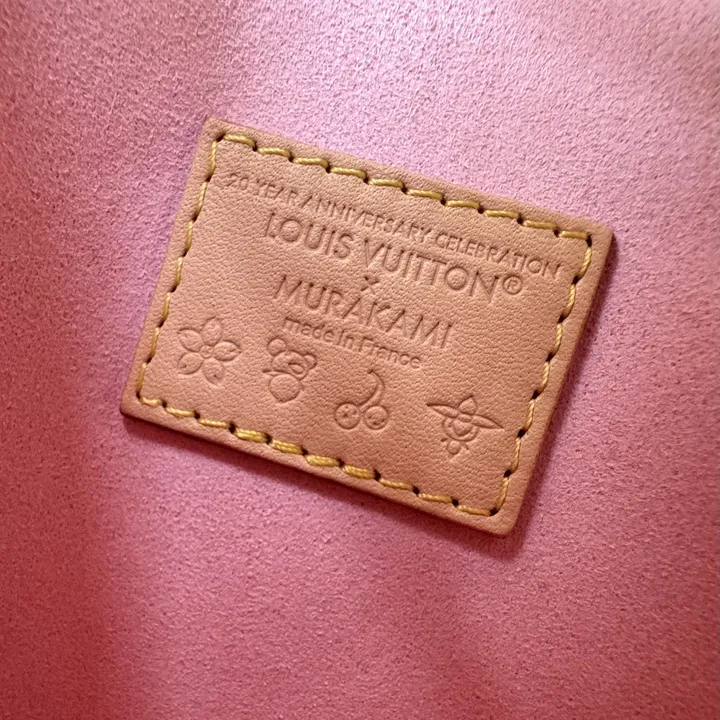 20 YEAR ANNIVERSARY CELEBRATION
LOUIS VUITTON©
×
MURAKAMI
made in France